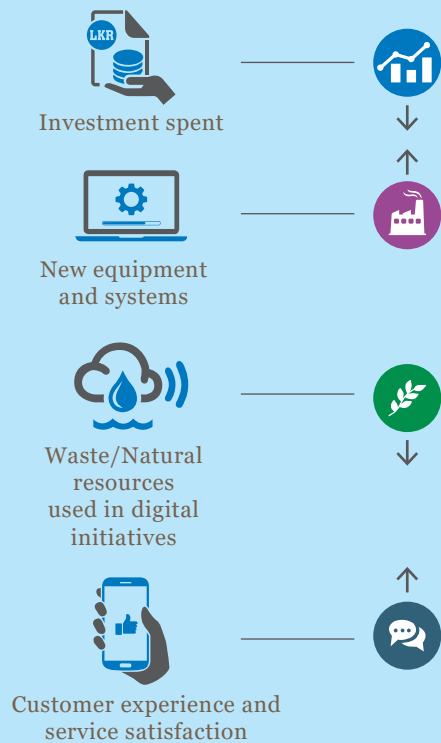 LKR
Investment spent
New equipment
and systems
Waste/Natural
resources
used in digital
initiatives
Customer experience and
service satisfaction